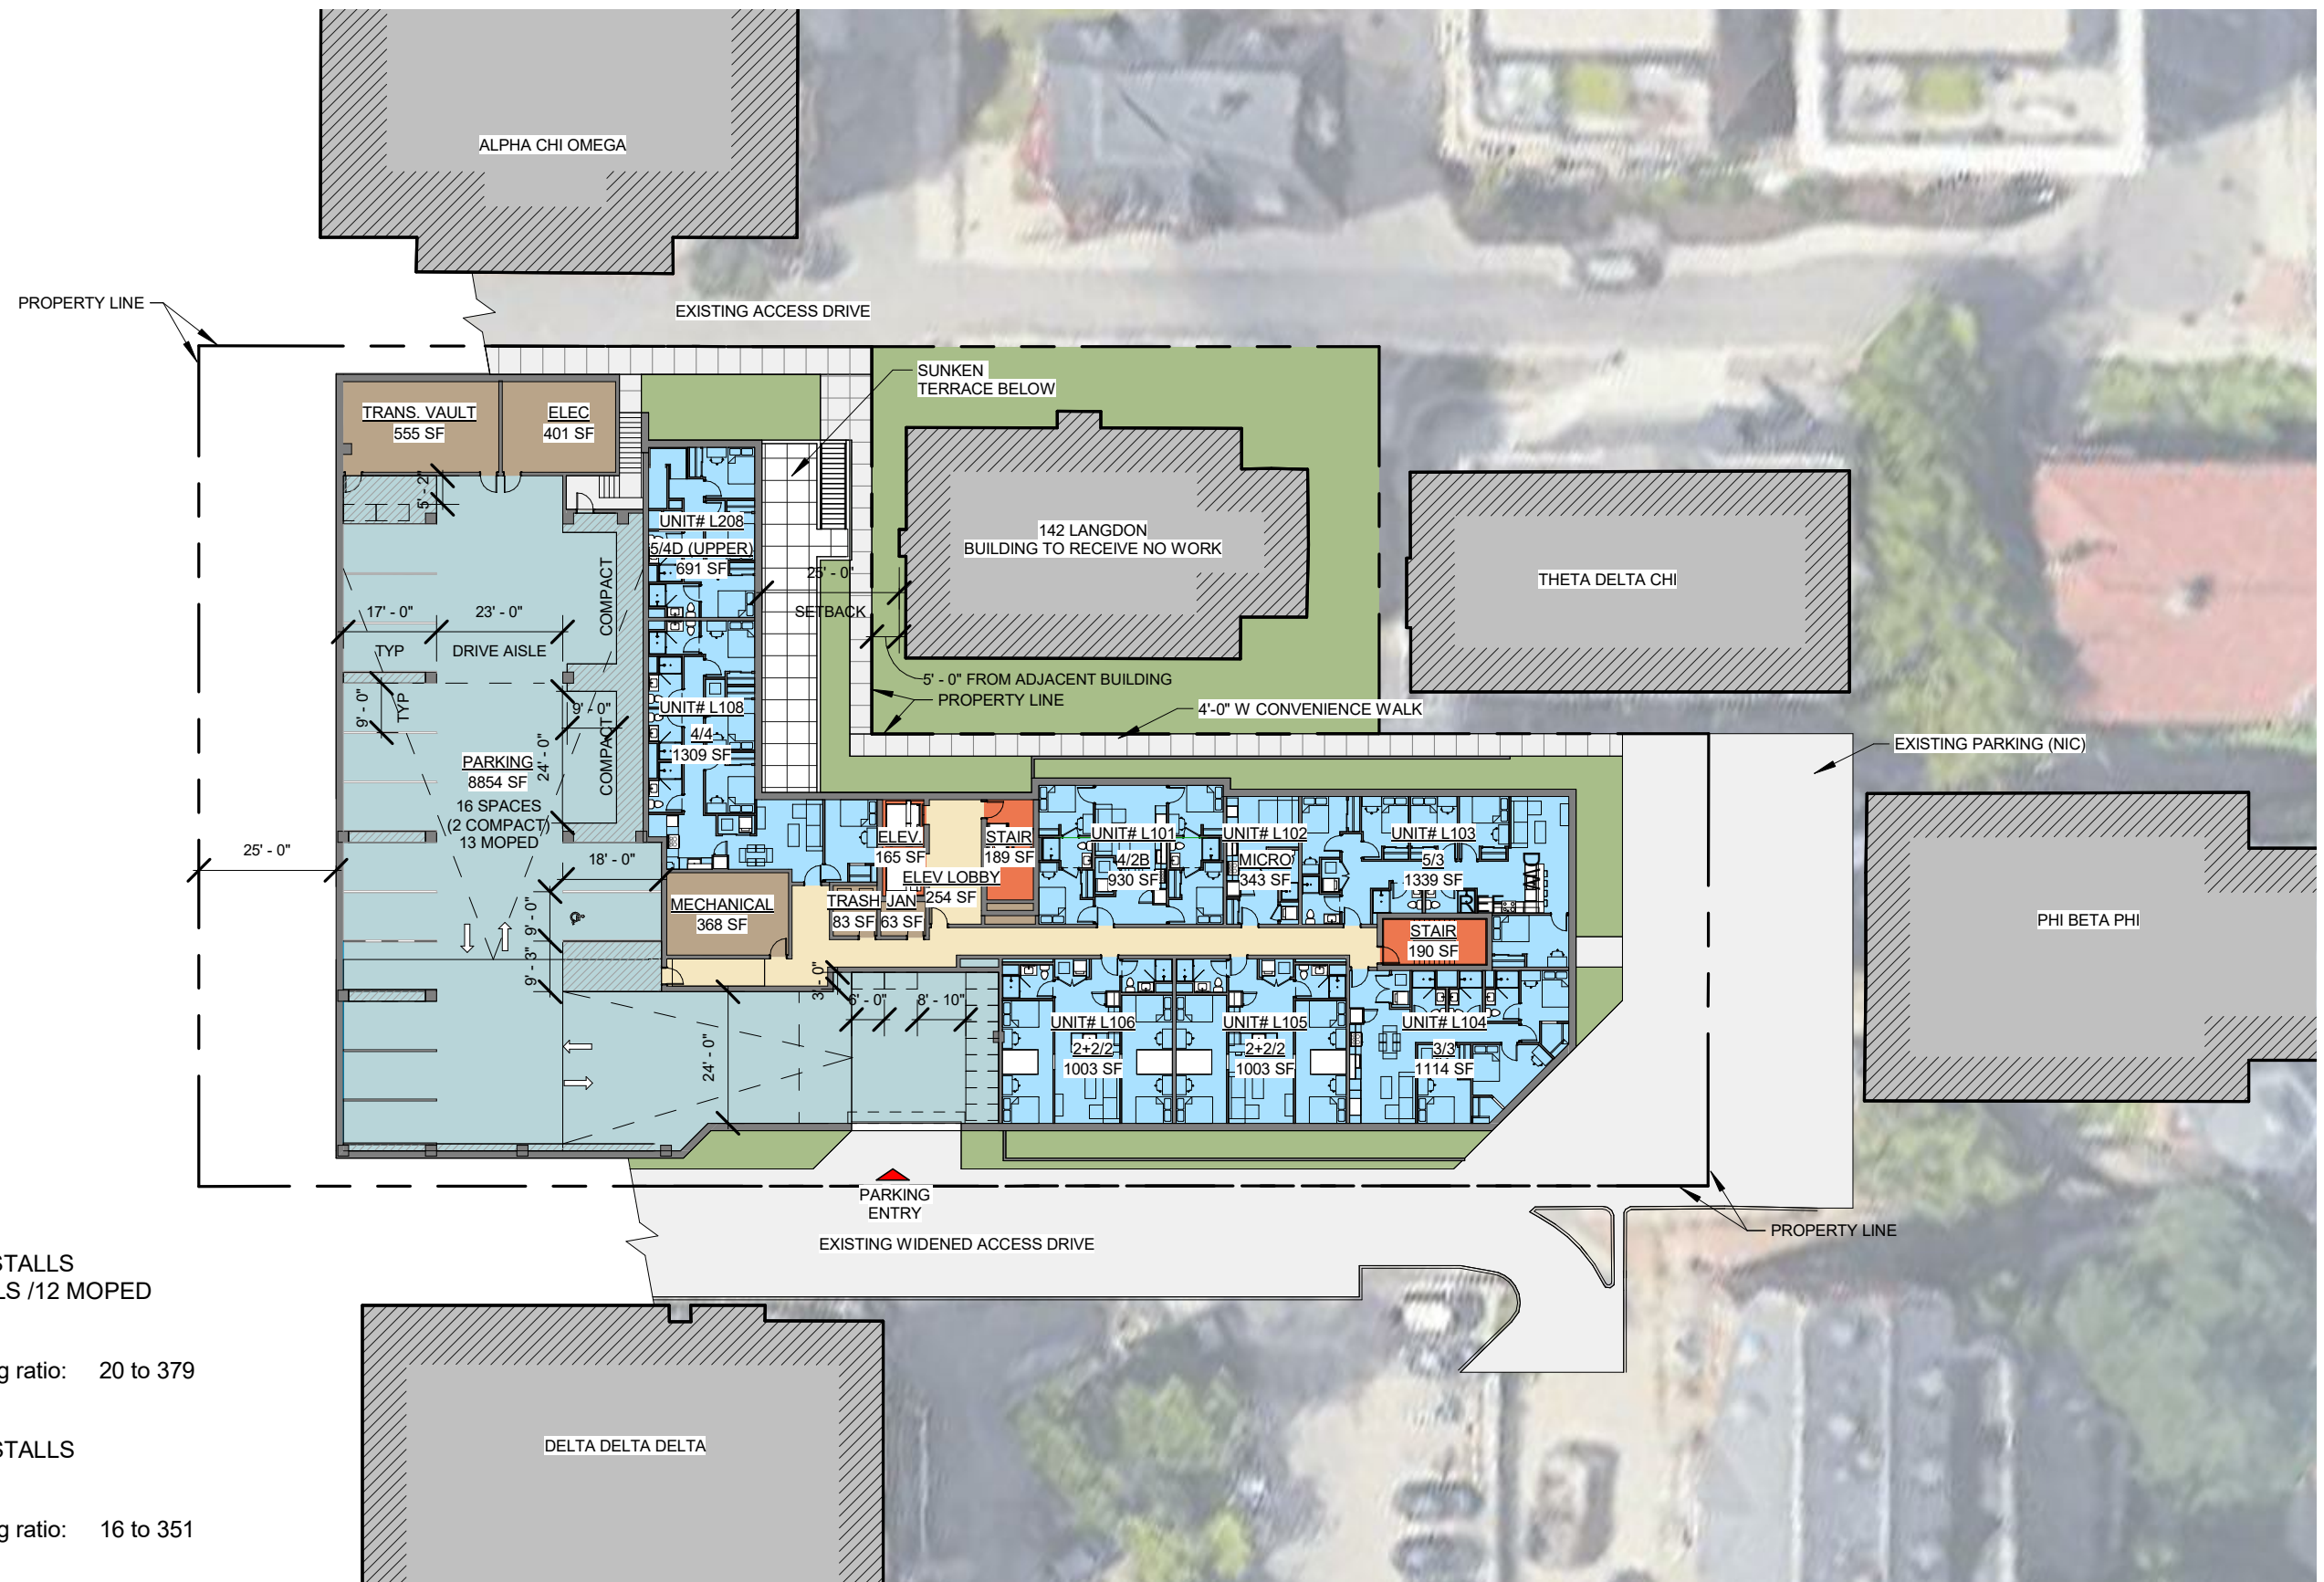 ALPHA CHI OMEGA
PROPERTY LINE
EXISTING ACCESS DRIVE
SUNKEN
TERRACE BELOW
TRANS. VAULT
555 SF
ELEC
401 SF
5' - 2"
UNIT# L208
5/4D (UPPER)
691 SF
142 LANGDON
BUILDING TO RECEIVE NO WORK
THETA DELTA CHI
COMPACT
25' - 0"
SETBACK
17' - 0"
23' - 0"
TYP
DRIVE AISLE
5' - 0" FROM ADJACENT BUILDING
PROPERTY LINE
4'-0" W CONVENIENCE WALK
9' - 0"
TYP
9' - 0"
UNIT# L108
4/4
1309 SF
COMPACT
24' - 0"
EXISTING PARKING (NIC)
PARKING
8854 SF
16 SPACES
(2 COMPACT)
13 MOPED
25' - 0"
18' - 0"
ELEV.
165 SF
STAIR
189 SF
ELEV LOBBY
254 SF
UNIT# L101
4/2B
930 SF
UNIT# L102
MICRO
343 SF
UNIT# L103
5/3
1339 SF
R
MECHANICAL
368 SF
TRASH
83 SF
JAN
63 SF
STAIR
190 SF
PHI BETA PHI
9' - 0"
9' - 3"
3' - 0"
6' - 0"
8' - 10"
24' - 0"
UNIT# L106
2+2/2
1003 SF
UNIT# L105
2+2/2
1003 SF
UNIT# L104
3/3
1114 SF
PARKING
ENTRY
EXISTING WIDENED ACCESS DRIVE
PROPERTY LINE
STALLS
LS /12 MOPED
g ratio: 20 to 379
STALLS
g ratio: 16 to 351
DELTA DELTA DELTA